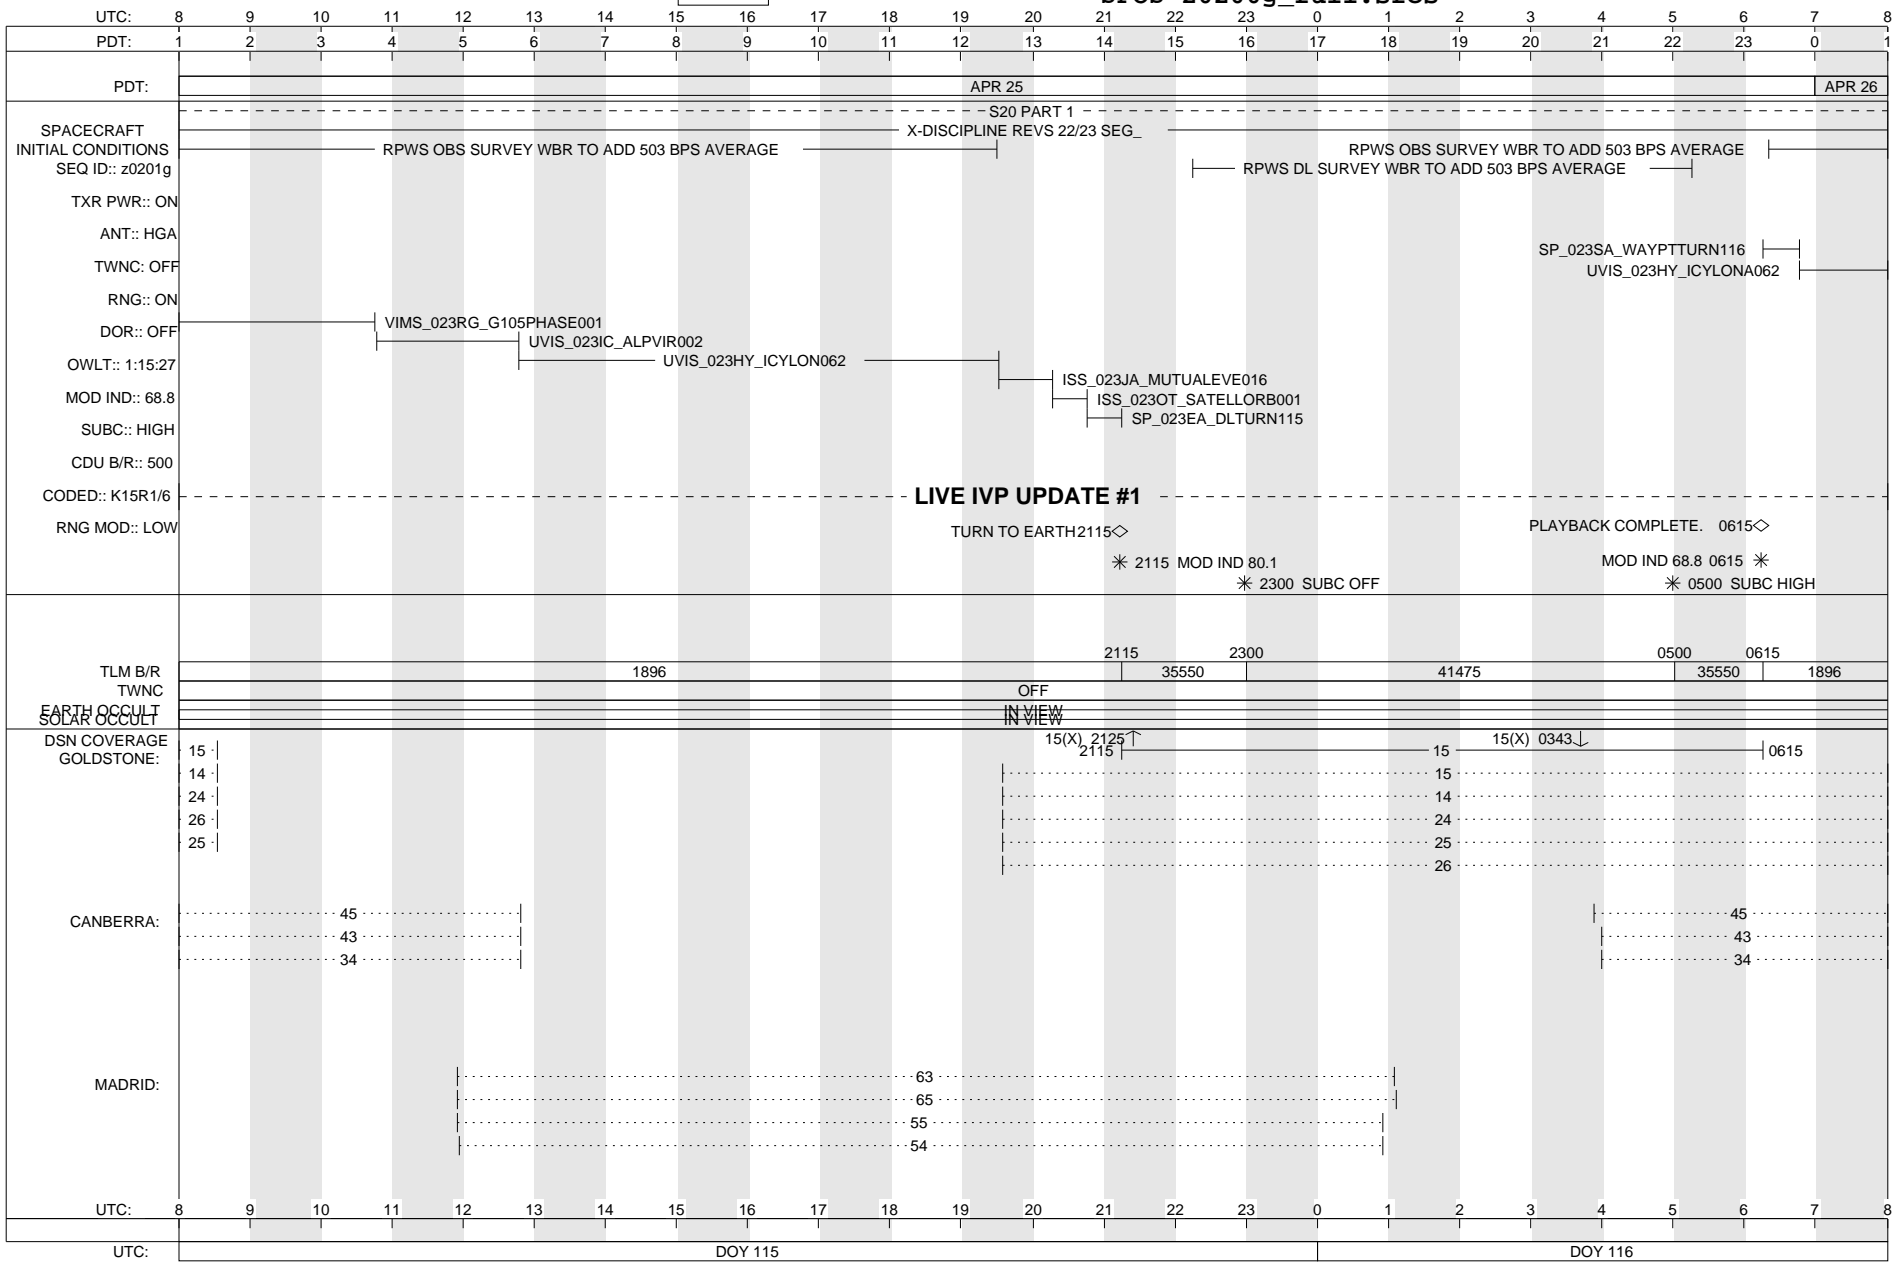 UTC: 8 9 10 11 12 13 14 15 16 17 18 19 20 21 22 23 0 1 2 3 4 5 6 7 8
PDT: 1 2 3 4 5 6 7 8 9 10 11 12 13 14 15 16 17 18 19 20 21 22 23 0 1
PDT: APR 25 APR 26
S20 PART 1
SPACECRAFT X-DISCIPLINE REVS 22/23 SEG_
INITIAL CONDITIONS RPWS OBS SURVEY WBR TO ADD 503 BPS AVERAGE RPWS OBS SURVEY WBR TO ADD 503 BPS AVERAGE
SEQ ID:: z0201g RPWS DL SURVEY WBR TO ADD 503 BPS AVERAGE
TXR PWR:: ON
ANT:: HGA
SP_023SA_WAYPTTURN116
TWNC: OFF UVIS_023HY_ICYLONA062
RNG:: ON
VIMS_023RG_G105PHASE001
DOR:: OFF
UVIS_023IC_ALPVIR002
OWLT:: 1:15:27 UVIS_023HY_ICYLON062
ISS_023JA_MUTUALEVE016
MOD IND:: 68.8 ISS_023OT_SATELLORB001
SP_023EA_DLTURN115
SUBC:: HIGH
CDU B/R:: 500
CODED:: K15R1/6 LIVE IVP UPDATE #1
RNG MOD:: LOW TURN TO EARTH2115 PLAYBACK COMPLETE. 0615
2115 MOD IND 80.1 MOD IND 68.8 0615
2300 SUBC OFF 0500 SUBC HIGH
2115 2300 0500 0615
TLM B/R 1896 35550 41475 35550 1896
TWNC OFF
EARTH OCCULT IN VIEW
SOLAR OCCULT IN VIEW
DSN COVERAGE 15(X) 2125 15(X) 0343
GOLDSTONE: 15 2115 15 0615
14 15
24 14
26 24
25 25
26
CANBERRA: 45 45
43 43
34 34
MADRID: 63
65
55
54
UTC: 8 9 10 11 12 13 14 15 16 17 18 19 20 21 22 23 0 1 2 3 4 5 6 7 8
UTC: DOY 115 DOY 116